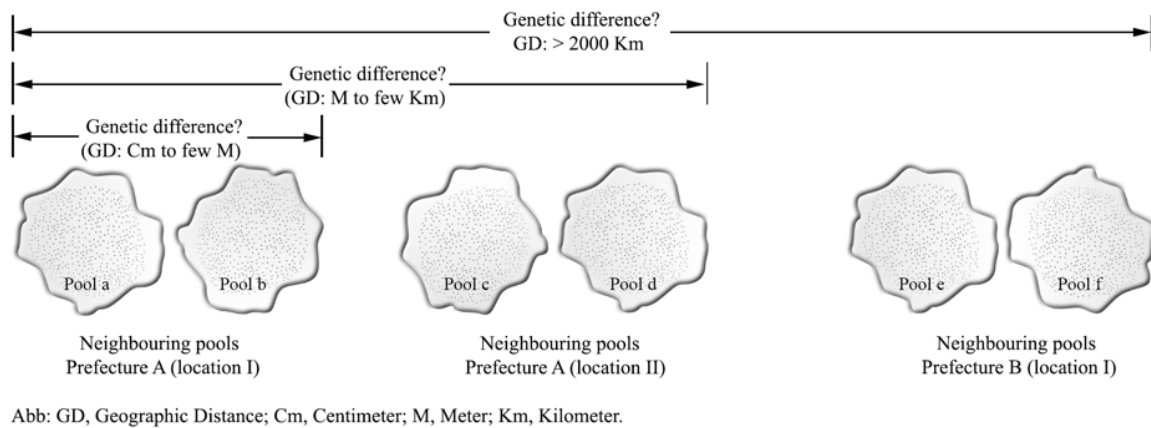 Genetic difference?
GD: > 2000 Km
Genetic difference?
(GD: M to few Km)
Genetic difference?
(GD: Cm to few M)
Pool a
Pool b
Pool c
Pool d
Pool e
Pool f
Neighbouring pools
Prefecture A (location I)
Neighbouring pools
Prefecture A (location II)
Neighbouring pools
Prefecture B (location I)
Abb: GD, Geographic Distance; Cm, Centimeter; M, Meter; Km, Kilometer.